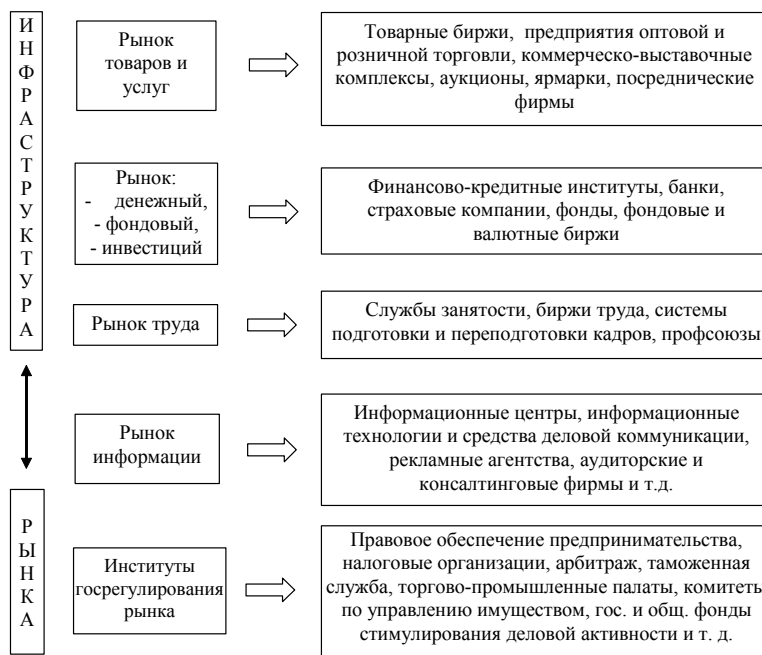 ИНФРАСТРУКТУРА
Рынок
товаров и
услуг
Товарные биржи, предприятия оптовой и
розничной торговли, коммерческо-выставочные
комплексы, аукционы, ярмарки, посреднические
фирмы
Рынок:
- денежный,
- фондовый,
- инвестиций
Финансово-кредитные институты, банки,
страховые компании, фонды, фондовые и
валютные биржи
Рынок труда
Службы занятости, биржи труда, системы
подготовки и переподготовки кадров, профсоюзы
Рынок
информации
Информационные центры, информационные
технологии и средства деловой коммуникации,
рекламные агентства, аудиторские и
консалтинговые фирмы и т.д.
РЫНКА
Институты
госрегулирования
рынка
Правовое обеспечение предпринимательства,
налоговые организации, арбитраж, таможенная
служба, торгово-промышленные палаты, комитеты
по управлению имуществом, гос. и общ. фонды
стимулирования деловой активности и т. д.